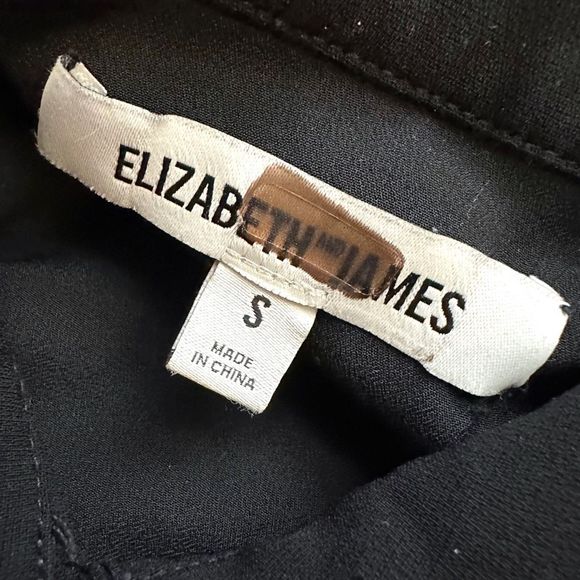 ELIZABETH AND JAMES
S
MADE
IN CHINA